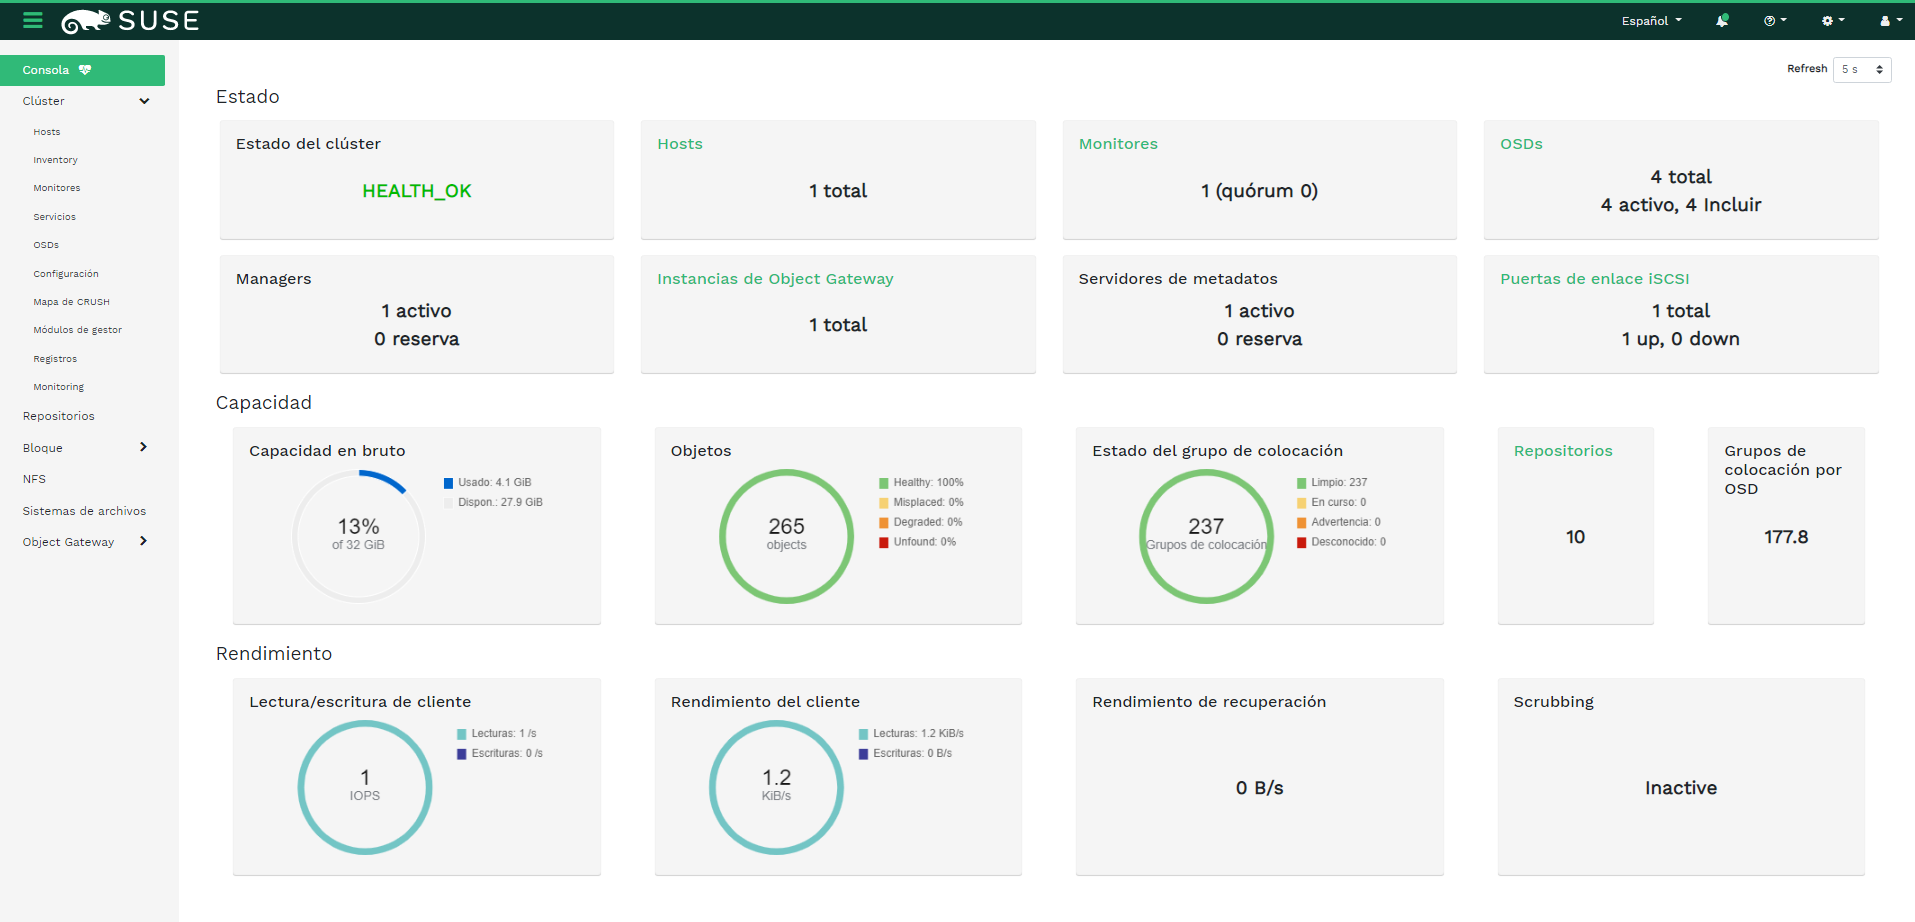 SUSE
Español
Consola
Clúster
Hosts
Inventory
Monitores
Servicios
OSDs
Configuración
Mapa de CRUSH
Módulos de gestor
Registros
Monitoring
Repositorios
Bloque
NFS
Sistemas de archivos
Object Gateway
Refresh
5 s
Estado
Estado del clúster
HEALTH_OK
Hosts
1 total
Monitores
1 (quórum 0)
OSDs
4 total
4 activo, 4 Incluir
Managers
1 activo
0 reserva
Instancias de Object Gateway
1 total
Servidores de metadatos
1 activo
0 reserva
Puertas de enlace iSCSI
1 total
1 up, 0 down
Capacidad
Capacidad en bruto
13%
of 32 GiB
Usado: 4.1 GiB
Dispon.: 27.9 GiB
Objetos
265
objects
Healthy: 100%
Misplaced: 0%
Degraded: 0%
Unfound: 0%
Estado del grupo de colocación
237
Grupos de colocación
Limpio: 237
En curso: 0
Advertencia: 0
Desconocido: 0
Repositorios
10
Grupos de
colocación por
OSD
177.8
Rendimiento
Lectura/escritura de cliente
1
IOPS
Lecturas: 1 /s
Escrituras: 0 /s
Rendimiento del cliente
1.2
KiB/s
Lecturas: 1.2 KiB/s
Escrituras: 0 B/s
Rendimiento de recuperación
0 B/s
Scrubbing
Inactive